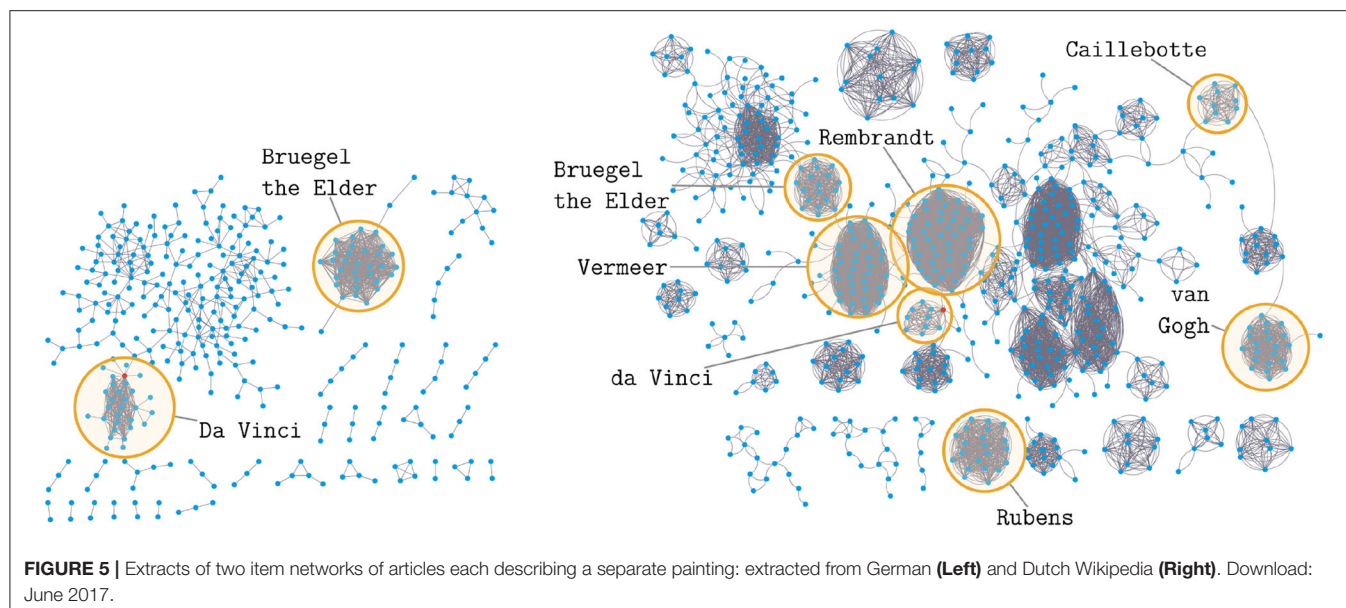 Bruegel
the Elder
Da Vinci
Caillebotte
Rembrandt
Bruegel
the Elder
Vermeer
van
Gogh
da Vinci
Rubens
FIGURE 5 | Extracts of two item networks of articles each describing a separate painting: extracted from German (Left) and Dutch Wikipedia (Right). Download:
June 2017.